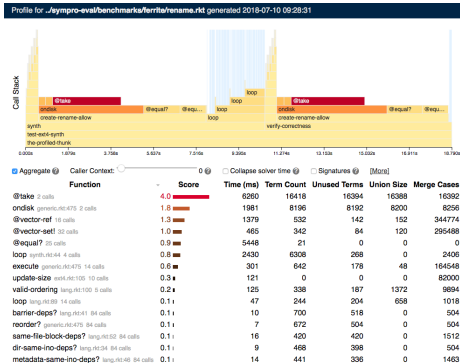 Profile for ../sympro-eval/benchmarks/ferrite/rename.rkt generated 2018-07-10 09:28:31
Call Stack
loop
@take loop @take
ondisk @equal? @equ... loop ondisk @equal? @equ...
create-rename-allow loop create-rename-allow
synth verify-correctness
test-ext4-synth
the-profiled-thunk
0.000s 1.879s 3.758s 5.637s 7.516s 9.395s 11.274s 13.153s 15.032s 16.911s 18.790s
Aggregate Caller Context: 0 Collapse solver time Signatures [More]
Function Score Time (ms) Term Count Unused Terms Union Size Merge Cases
@take 2 calls 4.0 6260 16418 16394 16388 16392
ondisk generic.rkt:475 2 calls 1.8 1981 8196 8192 8200 8256
@vector-ref 18 calls 1.3 1379 532 142 152 344774
@vector-set! 32 calls 1.0 465 342 84 120 295488
@equal? 25 calls 0.9 5448 21 0 0 0
loop synth.rkt:44 4 calls 0.8 2430 6308 268 0 2406
execute generic.rkt:475 14 calls 0.6 301 642 178 48 164548
update-size ext4.rkt:105 10 calls 0.3 121 0 0 0 82000
valid-ordering lang.rkt:100 5 calls 0.2 125 338 187 1372 9894
loop lang.rkt:89 14 calls 0.1 47 244 204 658 1018
barrier-deps? lang.rkt:41 84 calls 0.1 10 700 518 0 504
reorder? generic.rkt:475 84 calls 0.1 7 672 504 0 504
same-file-block-deps? lang.rkt:52 84 calls 0.1 16 420 420 0 1512
dir-same-ino-deps? lang.rkt:34 84 calls 0.1 9 468 398 0 504
metadata-same-ino-deps? lang.rkt:46 84 calls 0.1 14 441 336 0 1463